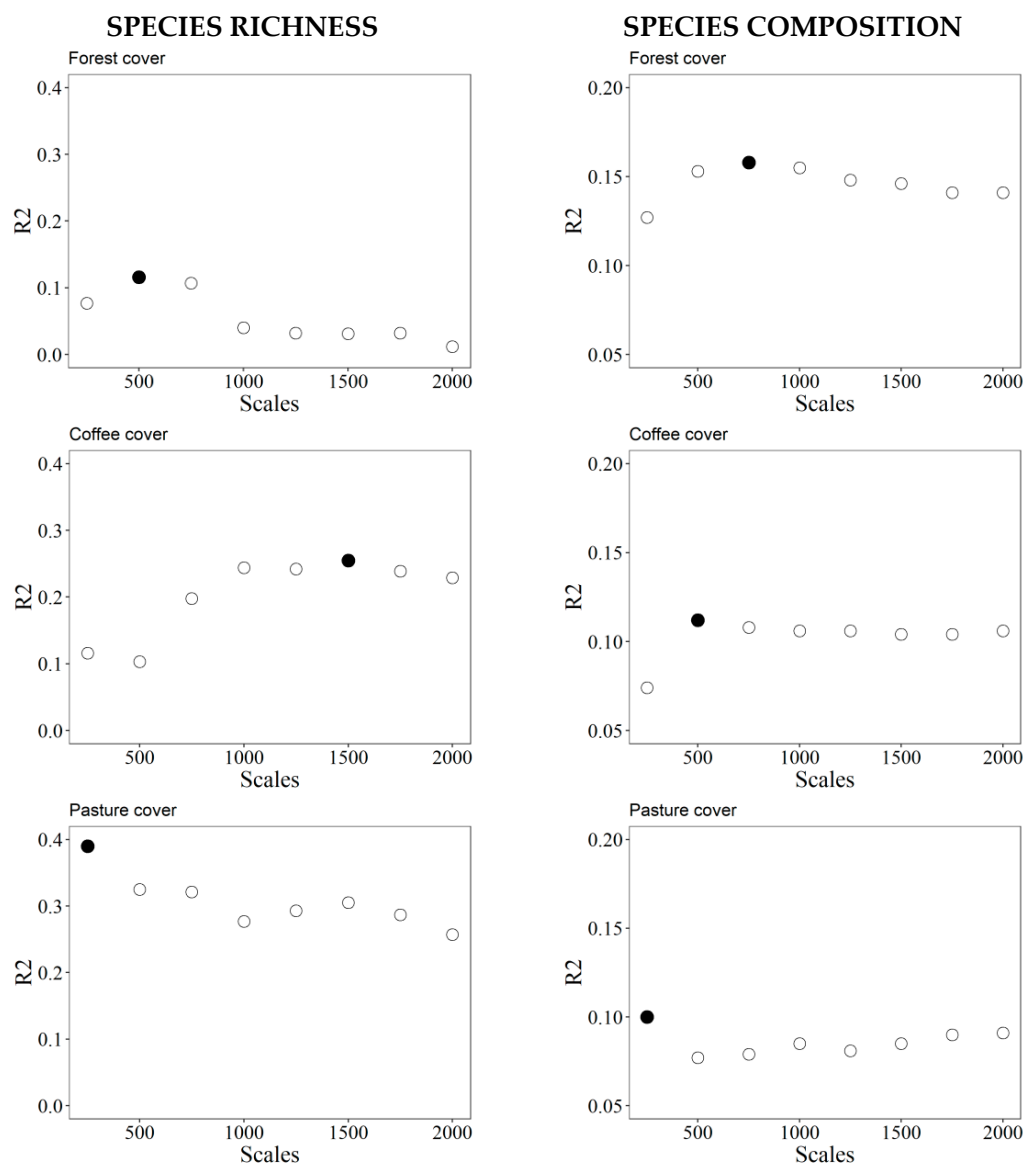 SPECIES RICHNESS
SPECIES COMPOSITION
Forest cover
0.4
0.3
0.2
0.1
0.0
R2
500 1000 1500 2000
Scales
Forest cover
0.20
0.15
0.10
0.05
R2
500 1000 1500 2000
Scales
Coffee cover
0.4
0.3
0.2
0.1
0.0
R2
500 1000 1500 2000
Scales
Coffee cover
0.20
0.15
0.10
0.05
R2
500 1000 1500 2000
Scales
Pasture cover
0.4
0.3
0.2
0.1
0.0
R2
500 1000 1500 2000
Scales
Pasture cover
0.20
0.15
0.10
0.05
R2
500 1000 1500 2000
Scales